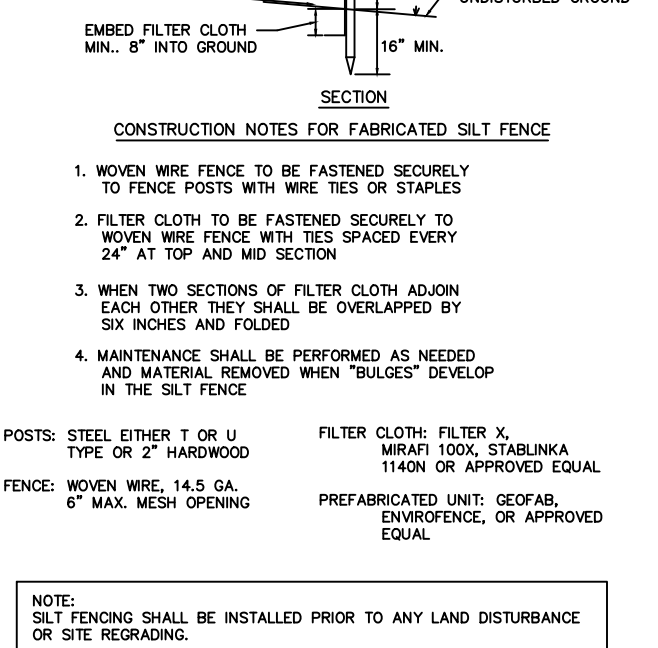 UNDISTURBED GROUND
EMBED FILTER CLOTH
MIN.. 8" INTO GROUND
16" MIN.
SECTION
CONSTRUCTION NOTES FOR FABRICATED SILT FENCE
1. WOVEN WIRE FENCE TO BE FASTENED SECURELY
TO FENCE POSTS WITH WIRE TIES OR STAPLES
2. FILTER CLOTH TO BE FASTENED SECURELY TO
WOVEN WIRE FENCE WITH TIES SPACED EVERY
24" AT TOP AND MID SECTION
3. WHEN TWO SECTIONS OF FILTER CLOTH ADJOIN
EACH OTHER THEY SHALL BE OVERLAPPED BY
SIX INCHES AND FOLDED
4. MAINTENANCE SHALL BE PERFORMED AS NEEDED
AND MATERIAL REMOVED WHEN "BULGES" DEVELOP
IN THE SILT FENCE
POSTS: STEEL EITHER T OR U
TYPE OR 2" HARDWOOD
FENCE: WOVEN WIRE, 14.5 GA.
6" MAX. MESH OPENING
FILTER CLOTH: FILTER X,
MIRAFI 100X, STABLINKA
1140N OR APPROVED EQUAL
PREFABRICATED UNIT: GEOFAB,
ENVIROFENCE, OR APPROVED
EQUAL
NOTE:
SILT FENCING SHALL BE INSTALLED PRIOR TO ANY LAND DISTURBANCE
OR SITE REGRADING.